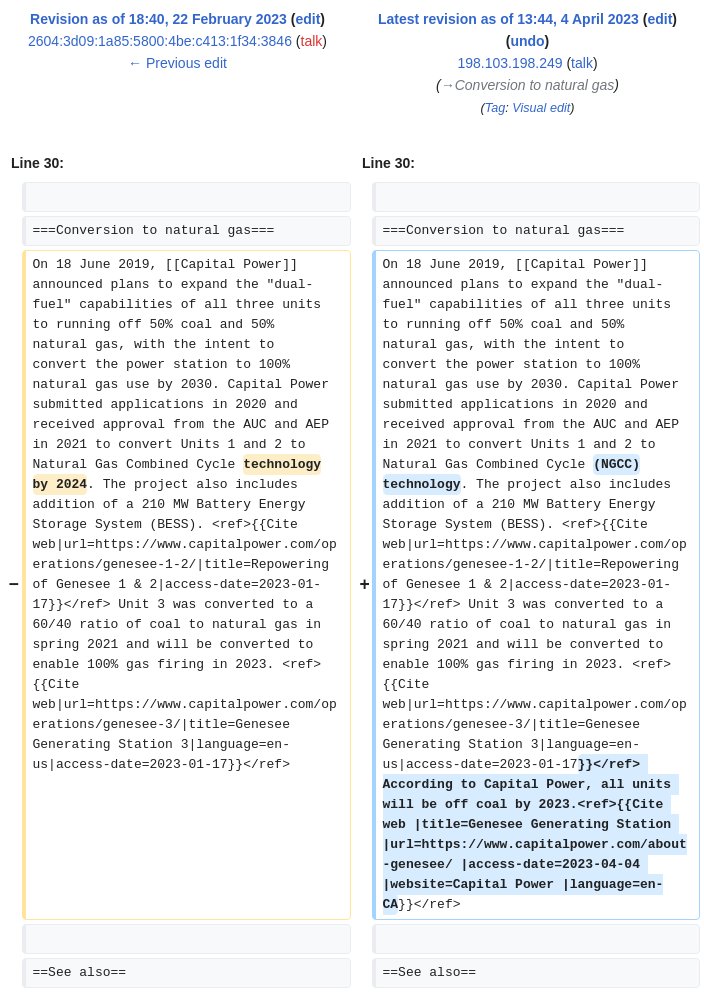 Revision as of 18:40, 22 February 2023 (edit)
2604:3d09:1a85:5800:4be:c413:1f34:3846 (talk)
← Previous edit
Latest revision as of 13:44, 4 April 2023 (edit)
(undo)
198.103.198.249 (talk)
(→Conversion to natural gas)
(Tag: Visual edit)
Line 30:
Line 30:
===Conversion to natural gas===
===Conversion to natural gas===
−
On 18 June 2019, [[Capital Power]]
announced plans to expand the "dual-
fuel" capabilities of all three units
to running off 50% coal and 50%
natural gas, with the intent to
convert the power station to 100%
natural gas use by 2030. Capital Power
submitted applications in 2020 and
received approval from the AUC and AEP
in 2021 to convert Units 1 and 2 to
Natural Gas Combined Cycle technology
by 2024. The project also includes
addition of a 210 MW Battery Energy
Storage System (BESS). <ref>{{Cite
web|url=https://www.capitalpower.com/op
erations/genesee-1-2/|title=Repowering
of Genesee 1 & 2|access-date=2023-01-
17}}</ref> Unit 3 was converted to a
60/40 ratio of coal to natural gas in
spring 2021 and will be converted to
enable 100% gas firing in 2023. <ref>
{{Cite
web|url=https://www.capitalpower.com/op
erations/genesee-3/|title=Genesee
Generating Station 3|language=en-
us|access-date=2023-01-17}}</ref>
+
On 18 June 2019, [[Capital Power]]
announced plans to expand the "dual-
fuel" capabilities of all three units
to running off 50% coal and 50%
natural gas, with the intent to
convert the power station to 100%
natural gas use by 2030. Capital Power
submitted applications in 2020 and
received approval from the AUC and AEP
in 2021 to convert Units 1 and 2 to
Natural Gas Combined Cycle (NGCC)
technology. The project also includes
addition of a 210 MW Battery Energy
Storage System (BESS). <ref>{{Cite
web|url=https://www.capitalpower.com/op
erations/genesee-1-2/|title=Repowering
of Genesee 1 & 2|access-date=2023-01-
17}}</ref> Unit 3 was converted to a
60/40 ratio of coal to natural gas in
spring 2021 and will be converted to
enable 100% gas firing in 2023. <ref>
{{Cite
web|url=https://www.capitalpower.com/op
erations/genesee-3/|title=Genesee
Generating Station 3|language=en-
us|access-date=2023-01-17}}</ref>
According to Capital Power, all units
will be off coal by 2023.<ref>{{Cite
web |title=Genesee Generating Station
|url=https://www.capitalpower.com/about
-genesee/ |access-date=2023-04-04
|website=Capital Power |language=en-
CA}}</ref>
==See also==
==See also==